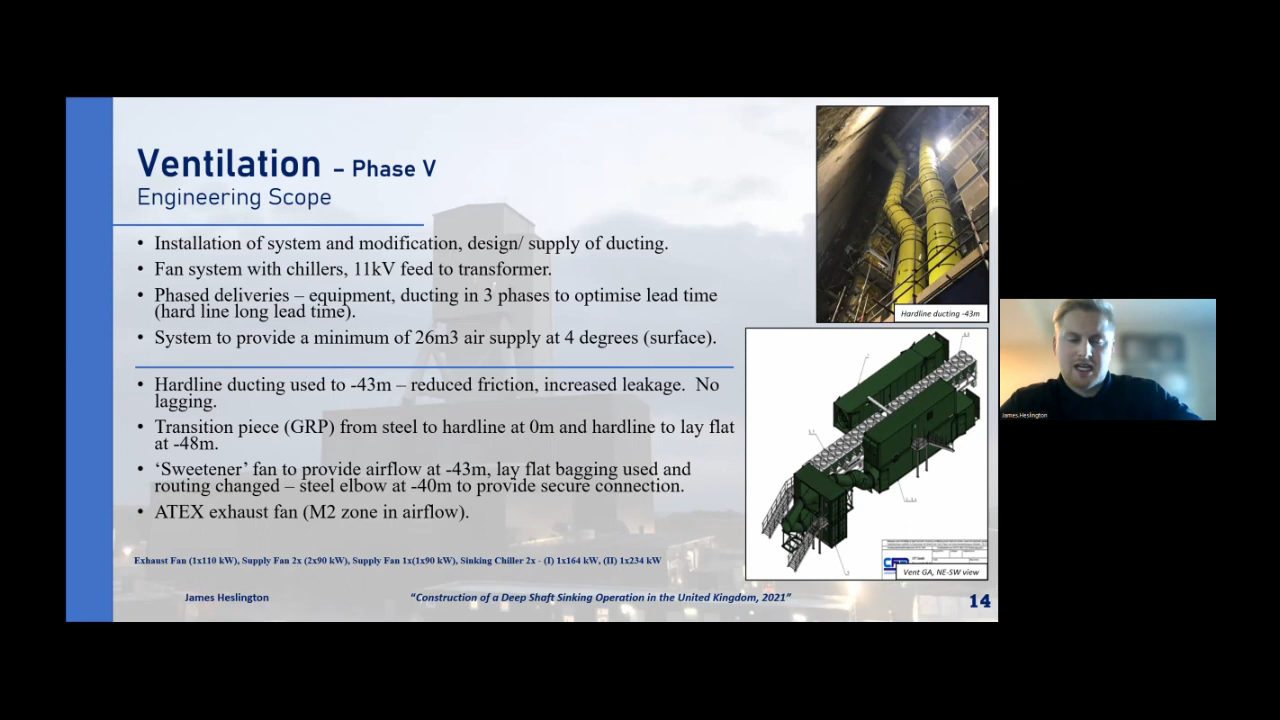 Ventilation – Phase V
Engineering Scope
• Installation of system and modification, design/ supply of ducting.
• Fan system with chillers, 11kV feed to transformer.
• Phased deliveries – equipment, ducting in 3 phases to optimise lead time
(hard line long lead time).
• System to provide a minimum of 26m3 air supply at 4 degrees (surface).
• Hardline ducting used to -43m – reduced friction, increased leakage. No
lagging.
• Transition piece (GRP) from steel to hardline at 0m and hardline to lay flat
at -48m.
• ‘Sweetener’ fan to provide airflow at -43m, lay flat bagging used and
routing changed – steel elbow at -40m to provide secure connection.
• ATEX exhaust fan (M2 zone in airflow).
Exhaust Fan (1x110 kW), Supply Fan 2x (2x90 kW), Supply Fan 1x(1x90 kW), Sinking Chiller 2x - (I) 1x164 kW, (II) 1x234 kW
James Heslington
“Construction of a Deep Shaft Sinking Operation in the United Kingdom, 2021”
14
Hardline ducting -43m
Vent GA, NE-SW view
James Heslington